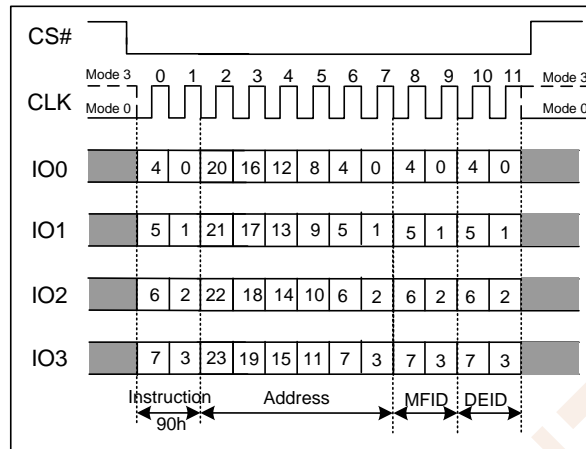 CS#
Mode 3 0 1 2 3 4 5 6 7 8 9 10 11 Mode 3
CLK
Mode 0 Mode 0
IO0 4 0 20 16 12 8 4 0 4 0 4 0
IO1 5 1 21 17 13 9 5 1 5 1 5 1
IO2 6 2 22 18 14 10 6 2 6 2 6 2
IO3 7 3 23 19 15 11 7 3 7 3 7 3
Instruction Address MFID DEID
90h